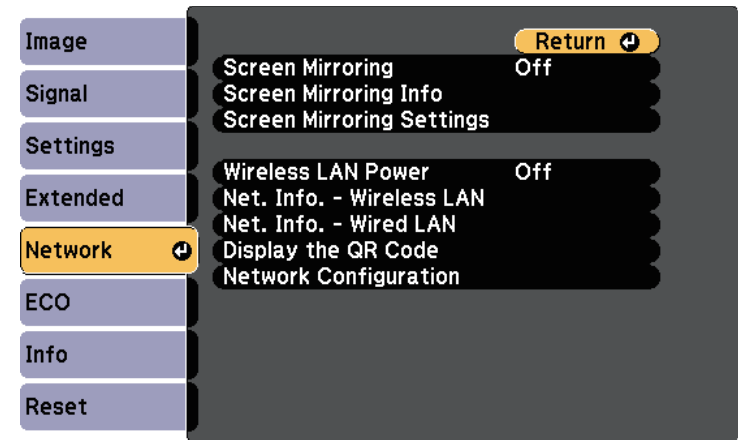 Image
Signal
Settings
Extended
Network
ECO
Info
Reset
Return
Screen Mirroring Off
Screen Mirroring Info
Screen Mirroring Settings
Wireless LAN Power Off
Net. Info. - Wireless LAN
Net. Info. - Wired LAN
Display the QR Code
Network Configuration